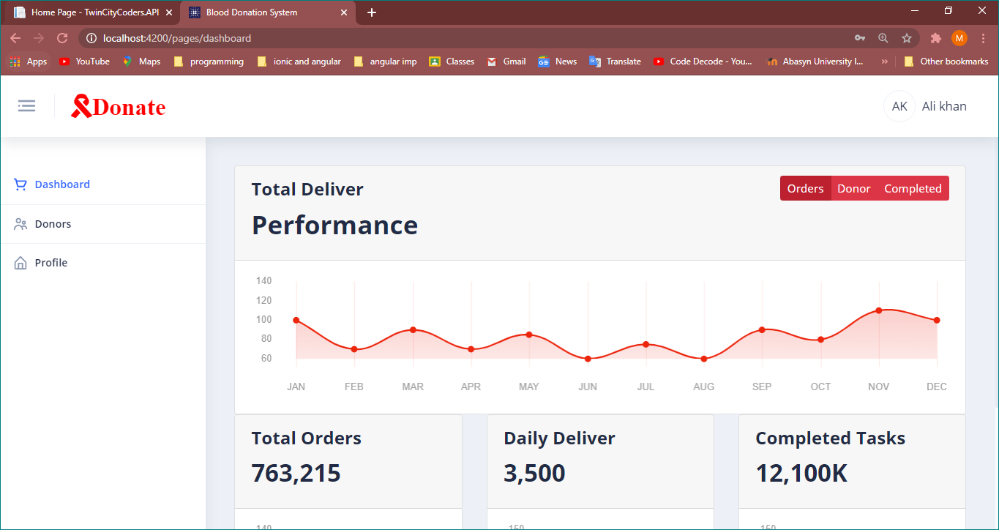 Home Page - TwinCityCoders.API
Blood Donation System
localhost:4200/pages/dashboard
M
Apps YouTube Maps programming ionic and angular angular imp Classes Gmail GE News Translate Code Decode - You... Abasyn University I... » Other bookmarks
Donate
AK Ali khan
Dashboard
Donors
Profile
Total Deliver
Performance
Orders Donor Completed
140
120
100
80
60
JAN FEB MAR APR MAY JUN JUL AUG SEP OCT NOV DEC
Total Orders
763,215
140
Daily Deliver
3,500
150
Completed Tasks
12,100K
150